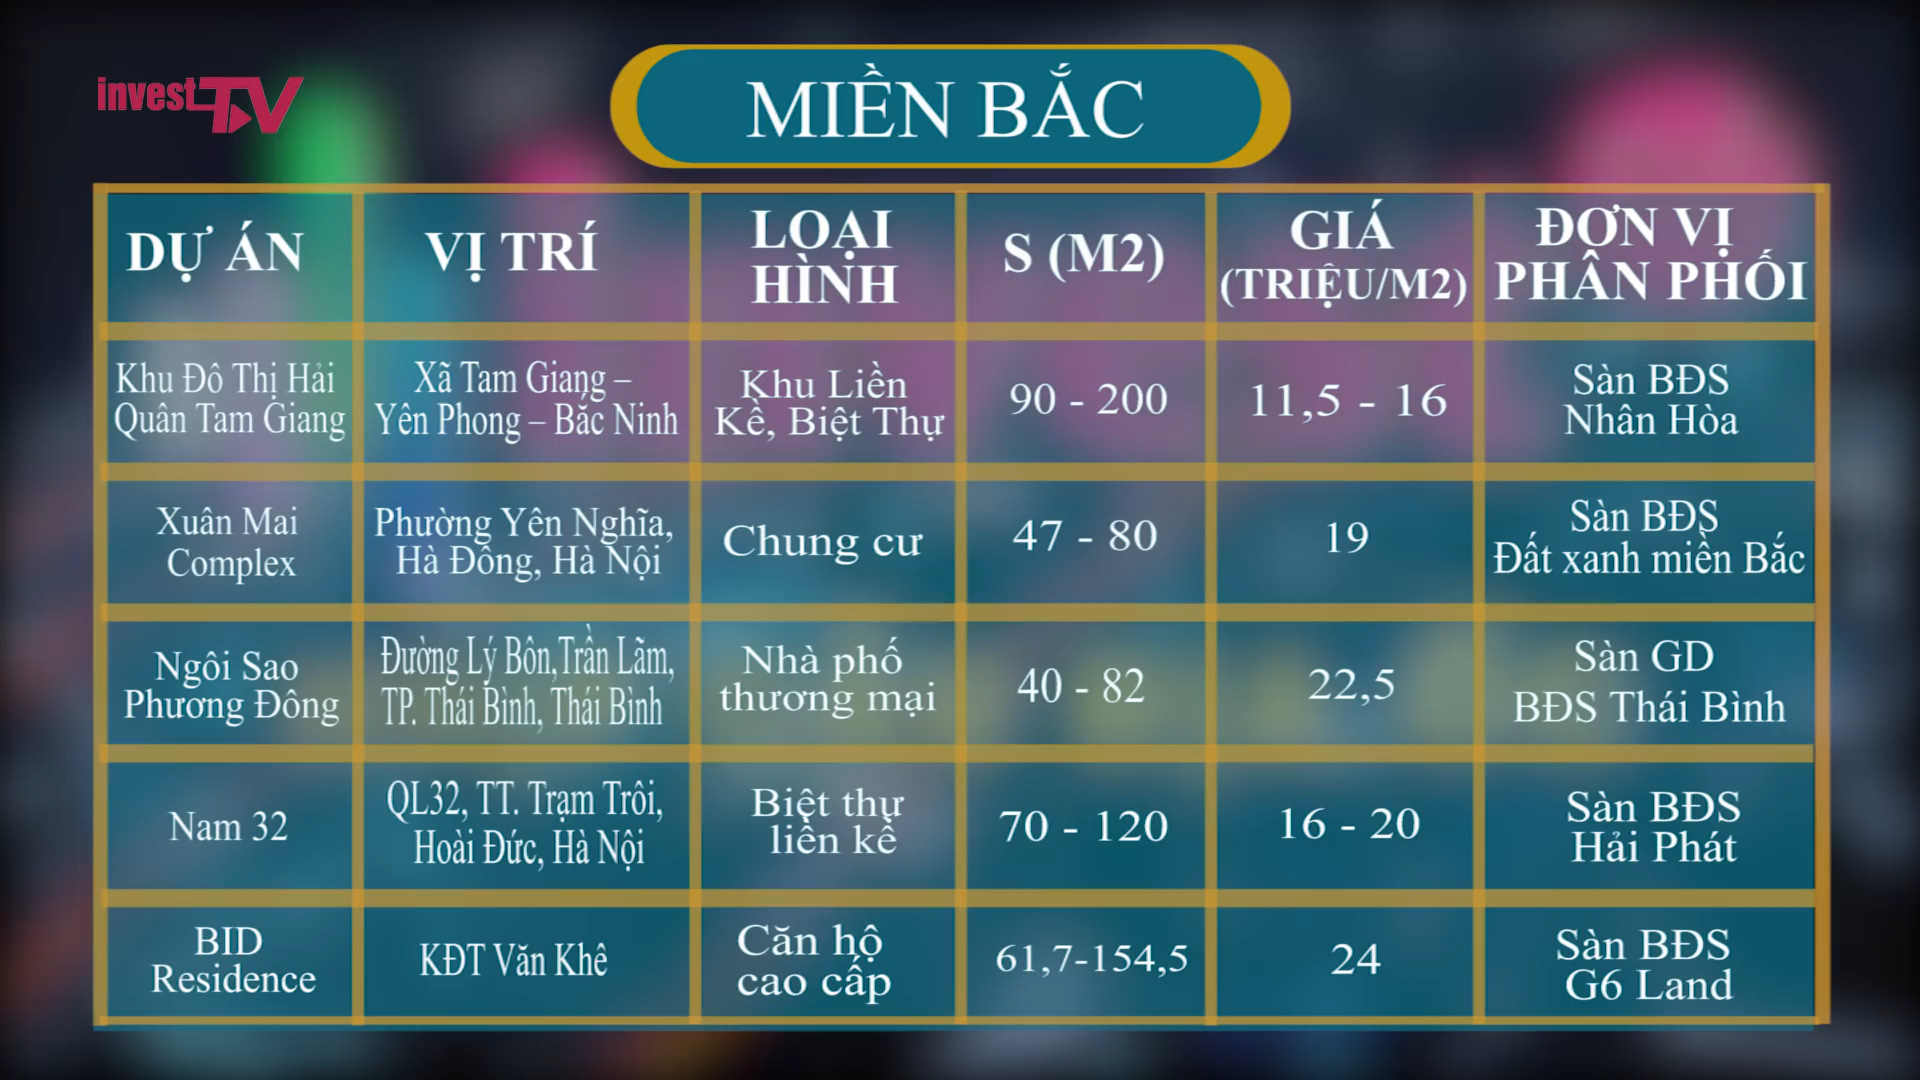 invest TV
MIỀN BẮC
DỰ ÁN
VỊ TRÍ
LOẠI
HÌNH
S (M2)
GIÁ
(TRIỆU/M2)
ĐƠN VỊ
PHÂN PHỐI
Khu Đô Thị Hải
Quân Tam Giang
Xã Tam Giang –
Yên Phong – Bắc Ninh
Khu Liền
Kề, Biệt Thự
90 - 200
11,5 - 16
Sàn BĐS
Nhân Hòa
Xuân Mai
Complex
Phường Yên Nghĩa,
Hà Đông, Hà Nội
Chung cư
47 - 80
19
Sàn BĐS
Đất xanh miền Bắc
Ngôi Sao
Phương Đông
Đường Lý Bôn,Trần Lãm,
TP. Thái Bình, Thái Bình
Nhà phố
thương mại
40 - 82
22,5
Sàn GD
BĐS Thái Bình
Nam 32
QL32, TT. Trạm Trôi,
Hoài Đức, Hà Nội
Biệt thự
liền kề
70 - 120
16 - 20
Sàn BĐS
Hải Phát
BID
Residence
KĐT Văn Khê
Căn hộ
cao cấp
61,7-154,5
24
Sàn BĐS
G6 Land